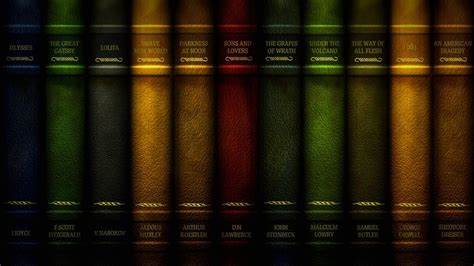 ULYSSES
J.JOYCE
THE GREAT
GATSBY
F.SCOTT
FITZGERALD
LOLITA
V.NABOKOV
BRAVE
NEW WORLD
ALDOUS
HUXLEY
DARKNESS
AT NOON
ARTHUR
KOESTLER
SONS AND
LOVERS
D.H.
LAWRENCE
THE GRAPES
OF WRATH
JOHN
STEINBECK
UNDER THE
VOLCANO
MALCOLM
LOWRY
THE WAY OF
ALL FLESH
SAMUEL
BUTLER
GEORGE
ORWELL
AN AMERICAN
TRAGEDY
THEODORE